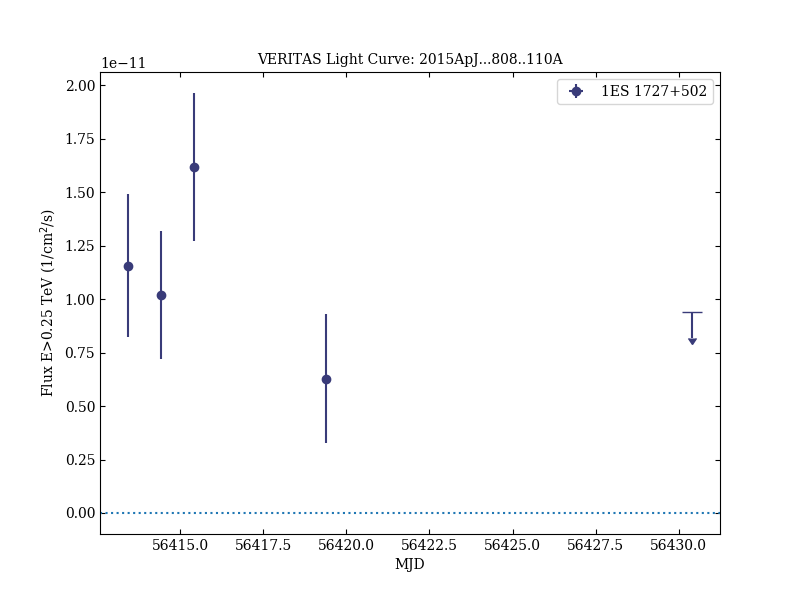 VERITAS Light Curve: 2015ApJ...808..110A
1e−11
1ES 1727+502
2.00
1.75
1.50
1.25
1.00
0.75
0.50
0.25
0.00
Flux E>0.25 TeV (1/cm²/s)
56415.0 56417.5 56420.0 56422.5 56425.0 56427.5 56430.0
MJD